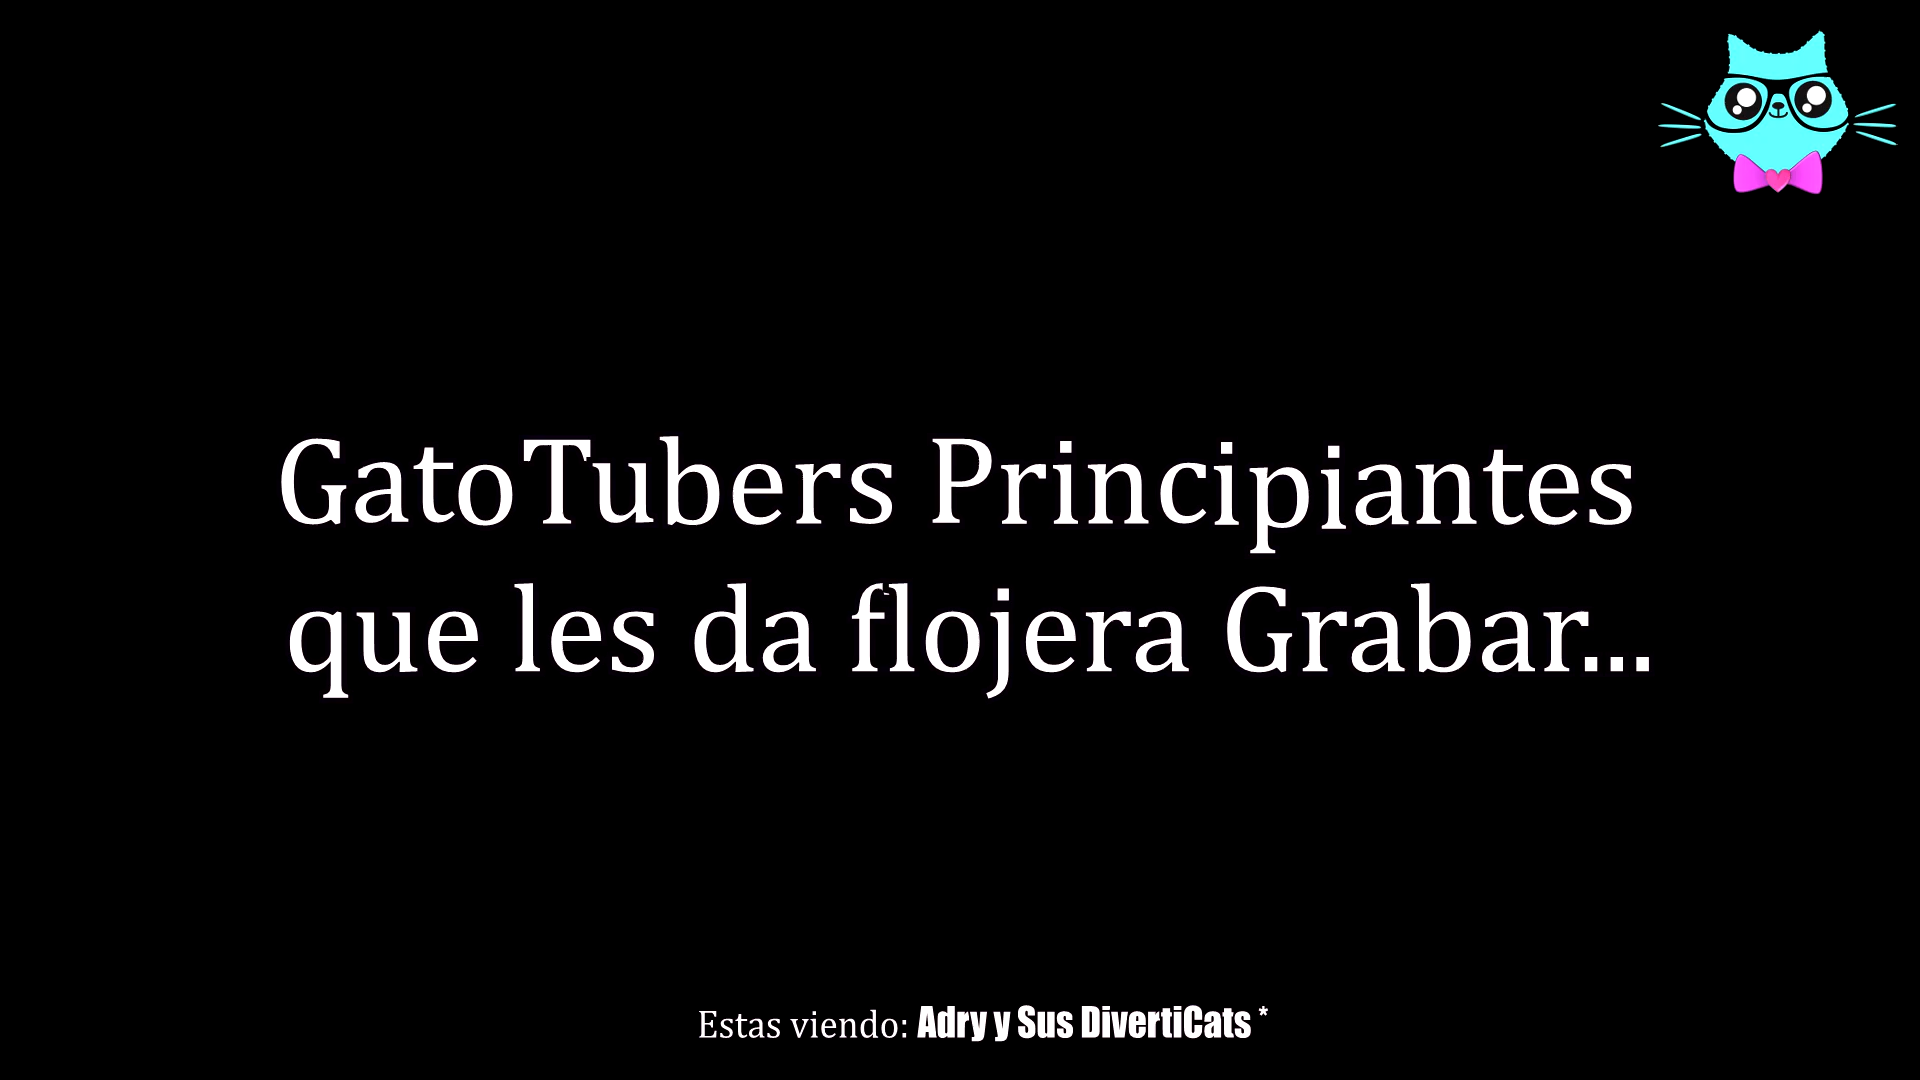 GatoTubers Principiantes
que les da flojera Grabar...
Estas viendo: Adry y Sus DivertiCats *